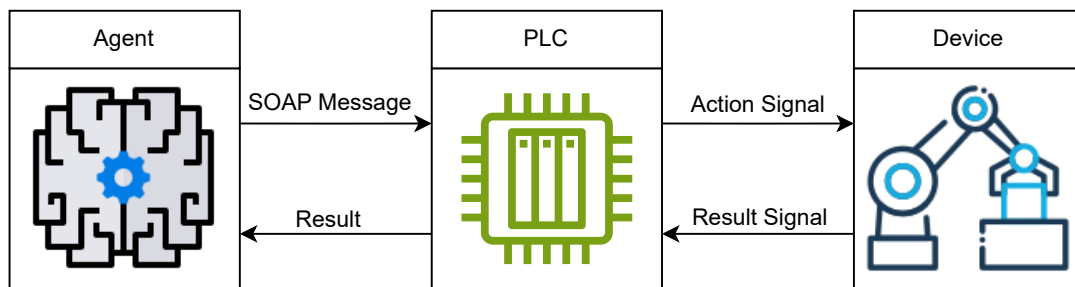 Agent
PLC
Device
SOAP Message
Action Signal
Result
Result Signal